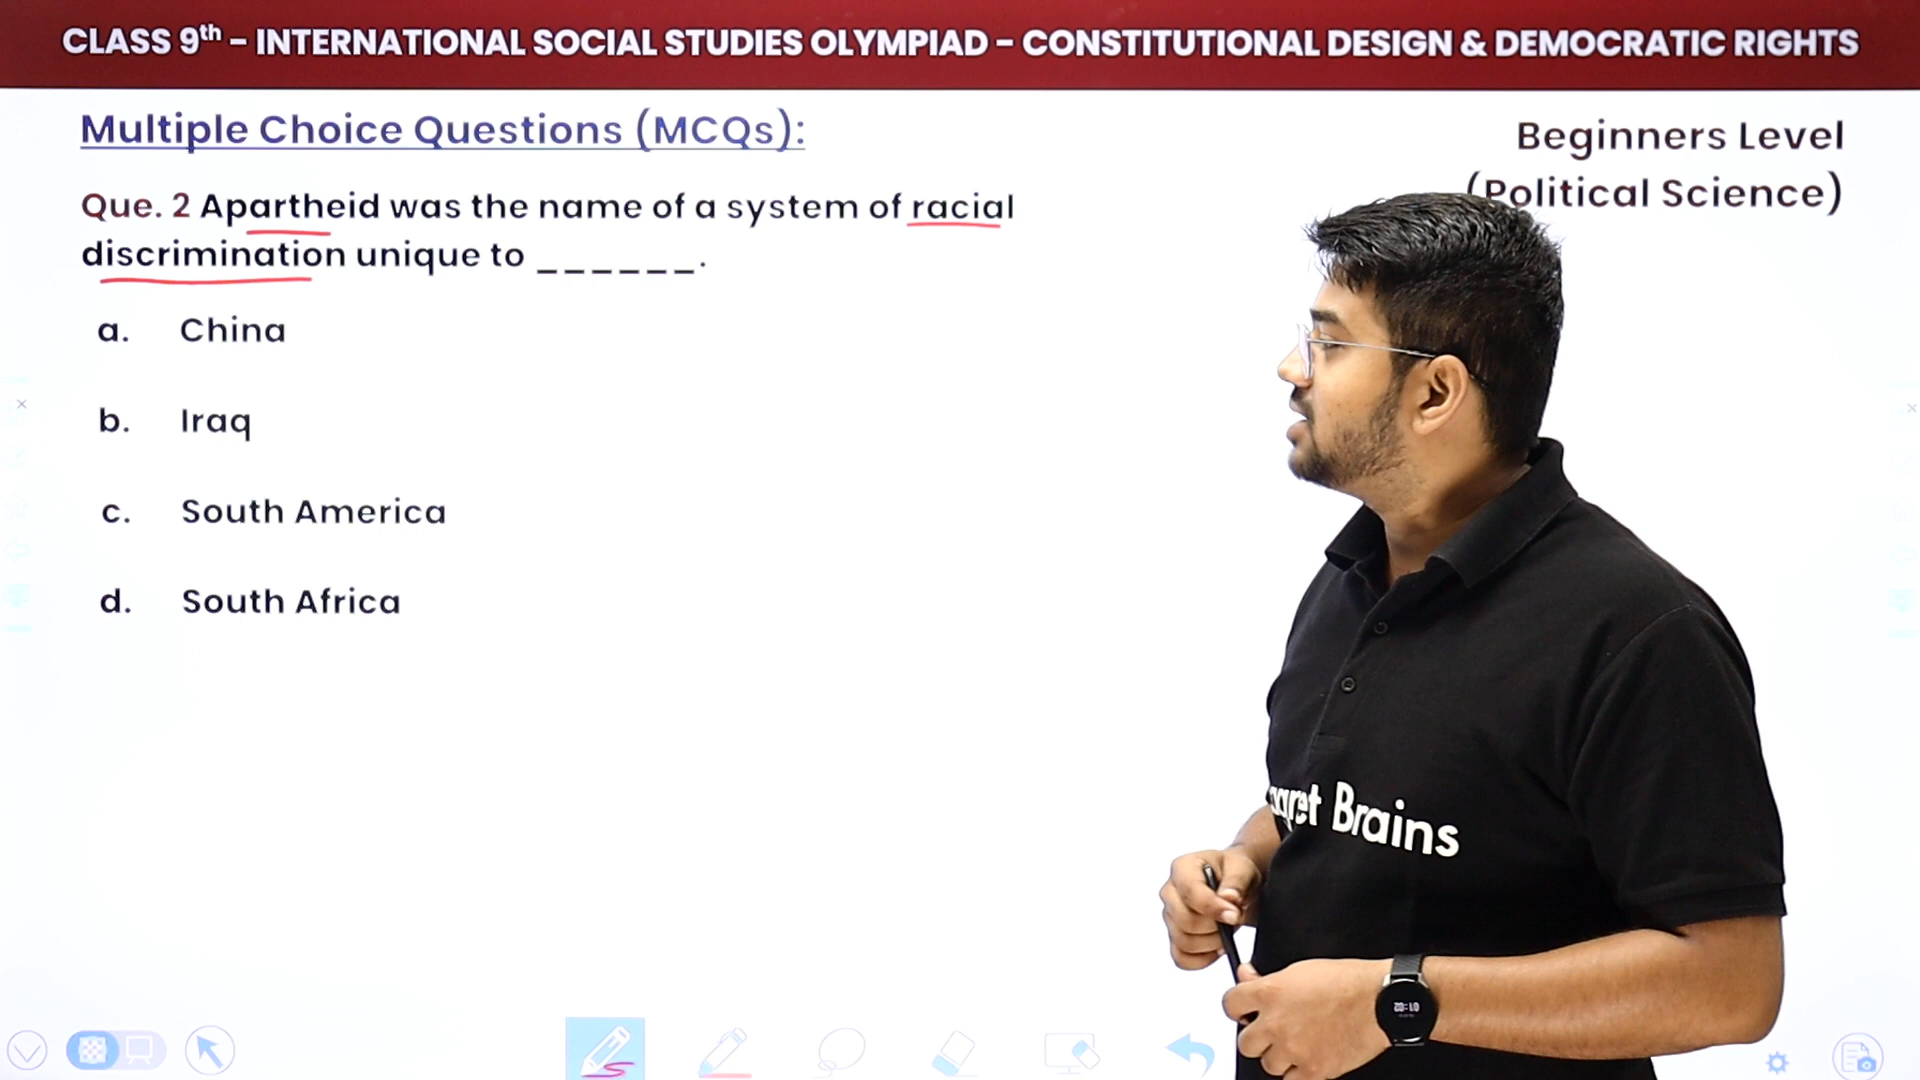 CLASS 9th – INTERNATIONAL SOCIAL STUDIES OLYMPIAD – CONSTITUTIONAL DESIGN & DEMOCRATIC RIGHTS
Multiple Choice Questions (MCQs):
Beginners Level
(Political Science)
Que. 2 Apartheid was the name of a system of racial
discrimination unique to ______.
a. China
b. Iraq
c. South America
d. South Africa
Brains